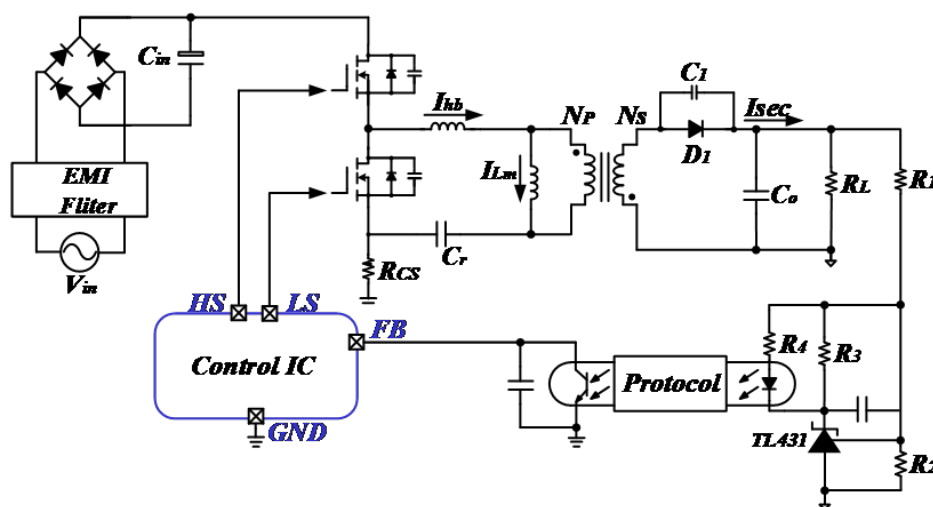 Cin
C1
Ihb
NP
NS
Isec
D1
ILm
EMI
Fliter
Co
RL
R1
Cr
RCS
Vin
HS
LS
FB
Control IC
R4
R3
Protocol
GND
TL431
R2